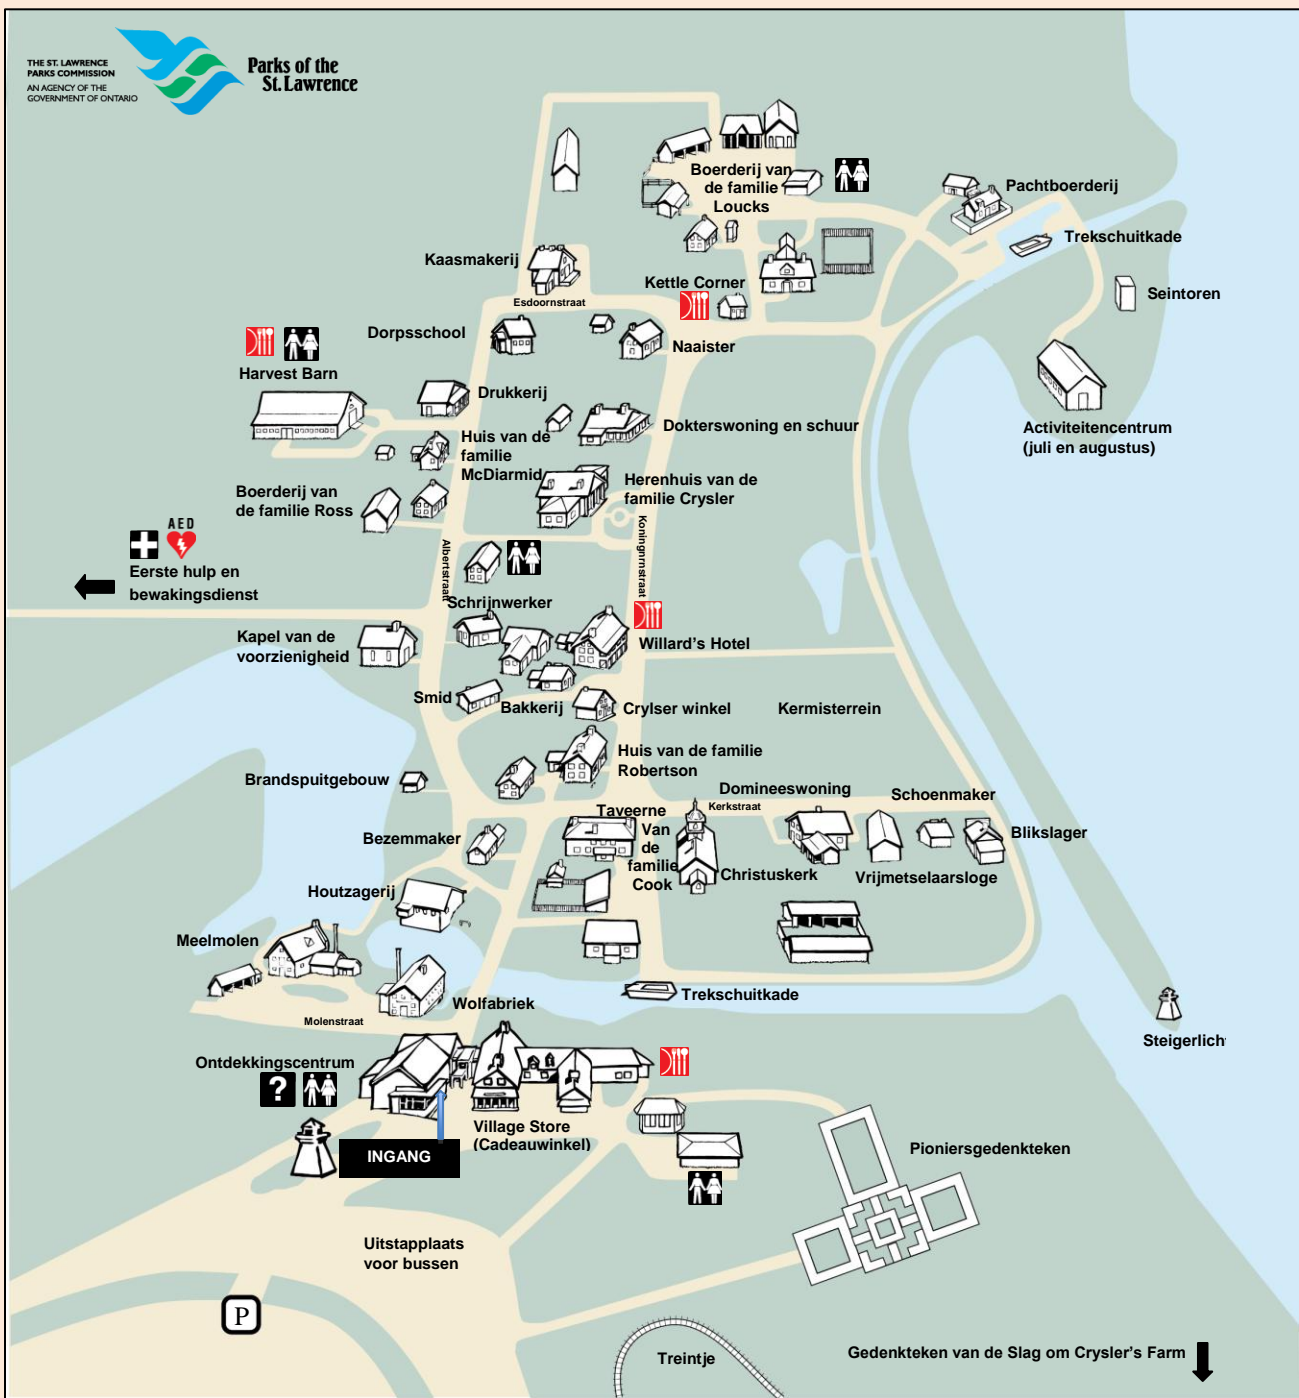 THE ST. LAWRENCE
PARKS COMMISSION
AN AGENCY OF THE
GOVERNMENT OF ONTARIO
Parks of the
St. Lawrence
Boerderij van
de familie
Loucks
Pachtboerderij
Trekschuitkade
Kaasmakerij
Kettle Corner
Seintoren
Esdoornstraat
Dorpsschool
Naaister
Harvest Barn
Drukkerij
Dokterswoning en schuur
Activiteitencentrum
(juli en augustus)
Huis van de
familie
McDiarmid
Herenhuis van de
familie Crysler
Boerderij van
de familie Ross
AED
Albertstraat
Koningnrnstraat
Eerste hulp en
bewakingsdienst
Schrijnwerker
Kapel van de
voorzienigheid
Willard's Hotel
Smid
Bakkerij
Crylser winkel
Kermisterrein
Huis van de familie
Robertson
Brandspuitgebouw
Domineeswoning
Schoenmaker
Kerkstraat
Taveerne
Van
de
familie
Cook
Blikslager
Bezemmaker
Christuskerk
Vrijmetselaarsloge
Houtzagerij
Meelmolen
Wolfabriek
Trekschuitkade
Molenstraat
Steigerlich
Ontdekkingscentrum
?
Village Store
(Cadeauwinkel)
INGANG
Pioniersgedenkteken
Uitstapplaats
voor bussen
P
Treintje
Gedenkteken van de Slag om Crysler's Farm